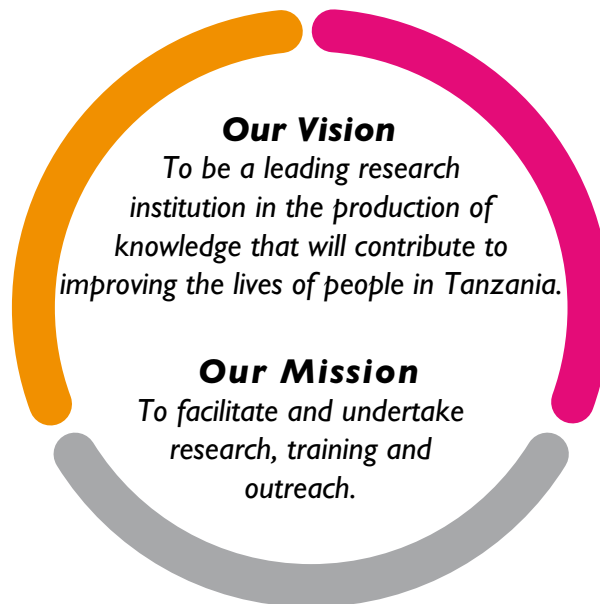 Our Vision
To be a leading research
institution in the production of
knowledge that will contribute to
improving the lives of people in Tanzania.
Our Mission
To facilitate and undertake
research, training and
outreach.